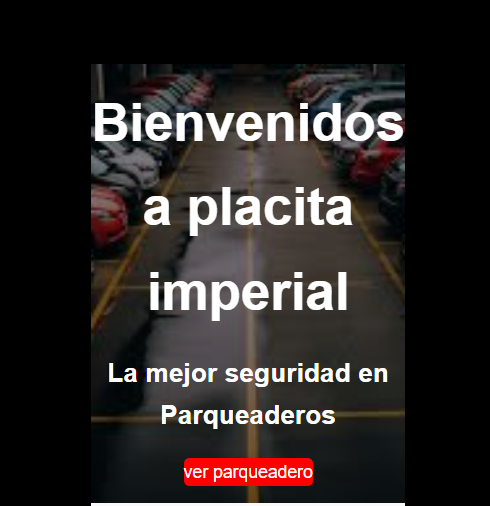 Bienvenidos
a placita
imperial
La mejor seguridad en
Parqueaderos
ver parqueadero